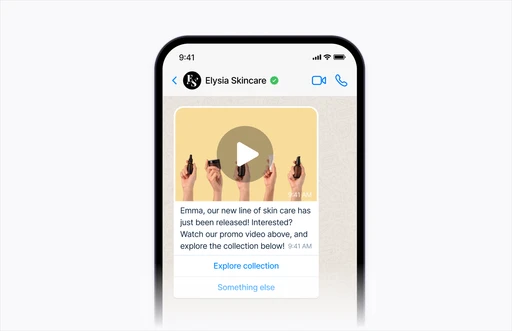 9:41
ES Elysia Skincare
9:41 AM
Emma, our new line of skin care has
just been released! Interested?
Watch our promo video above, and
explore the collection below! 9:41 AM
Explore collection
Something else